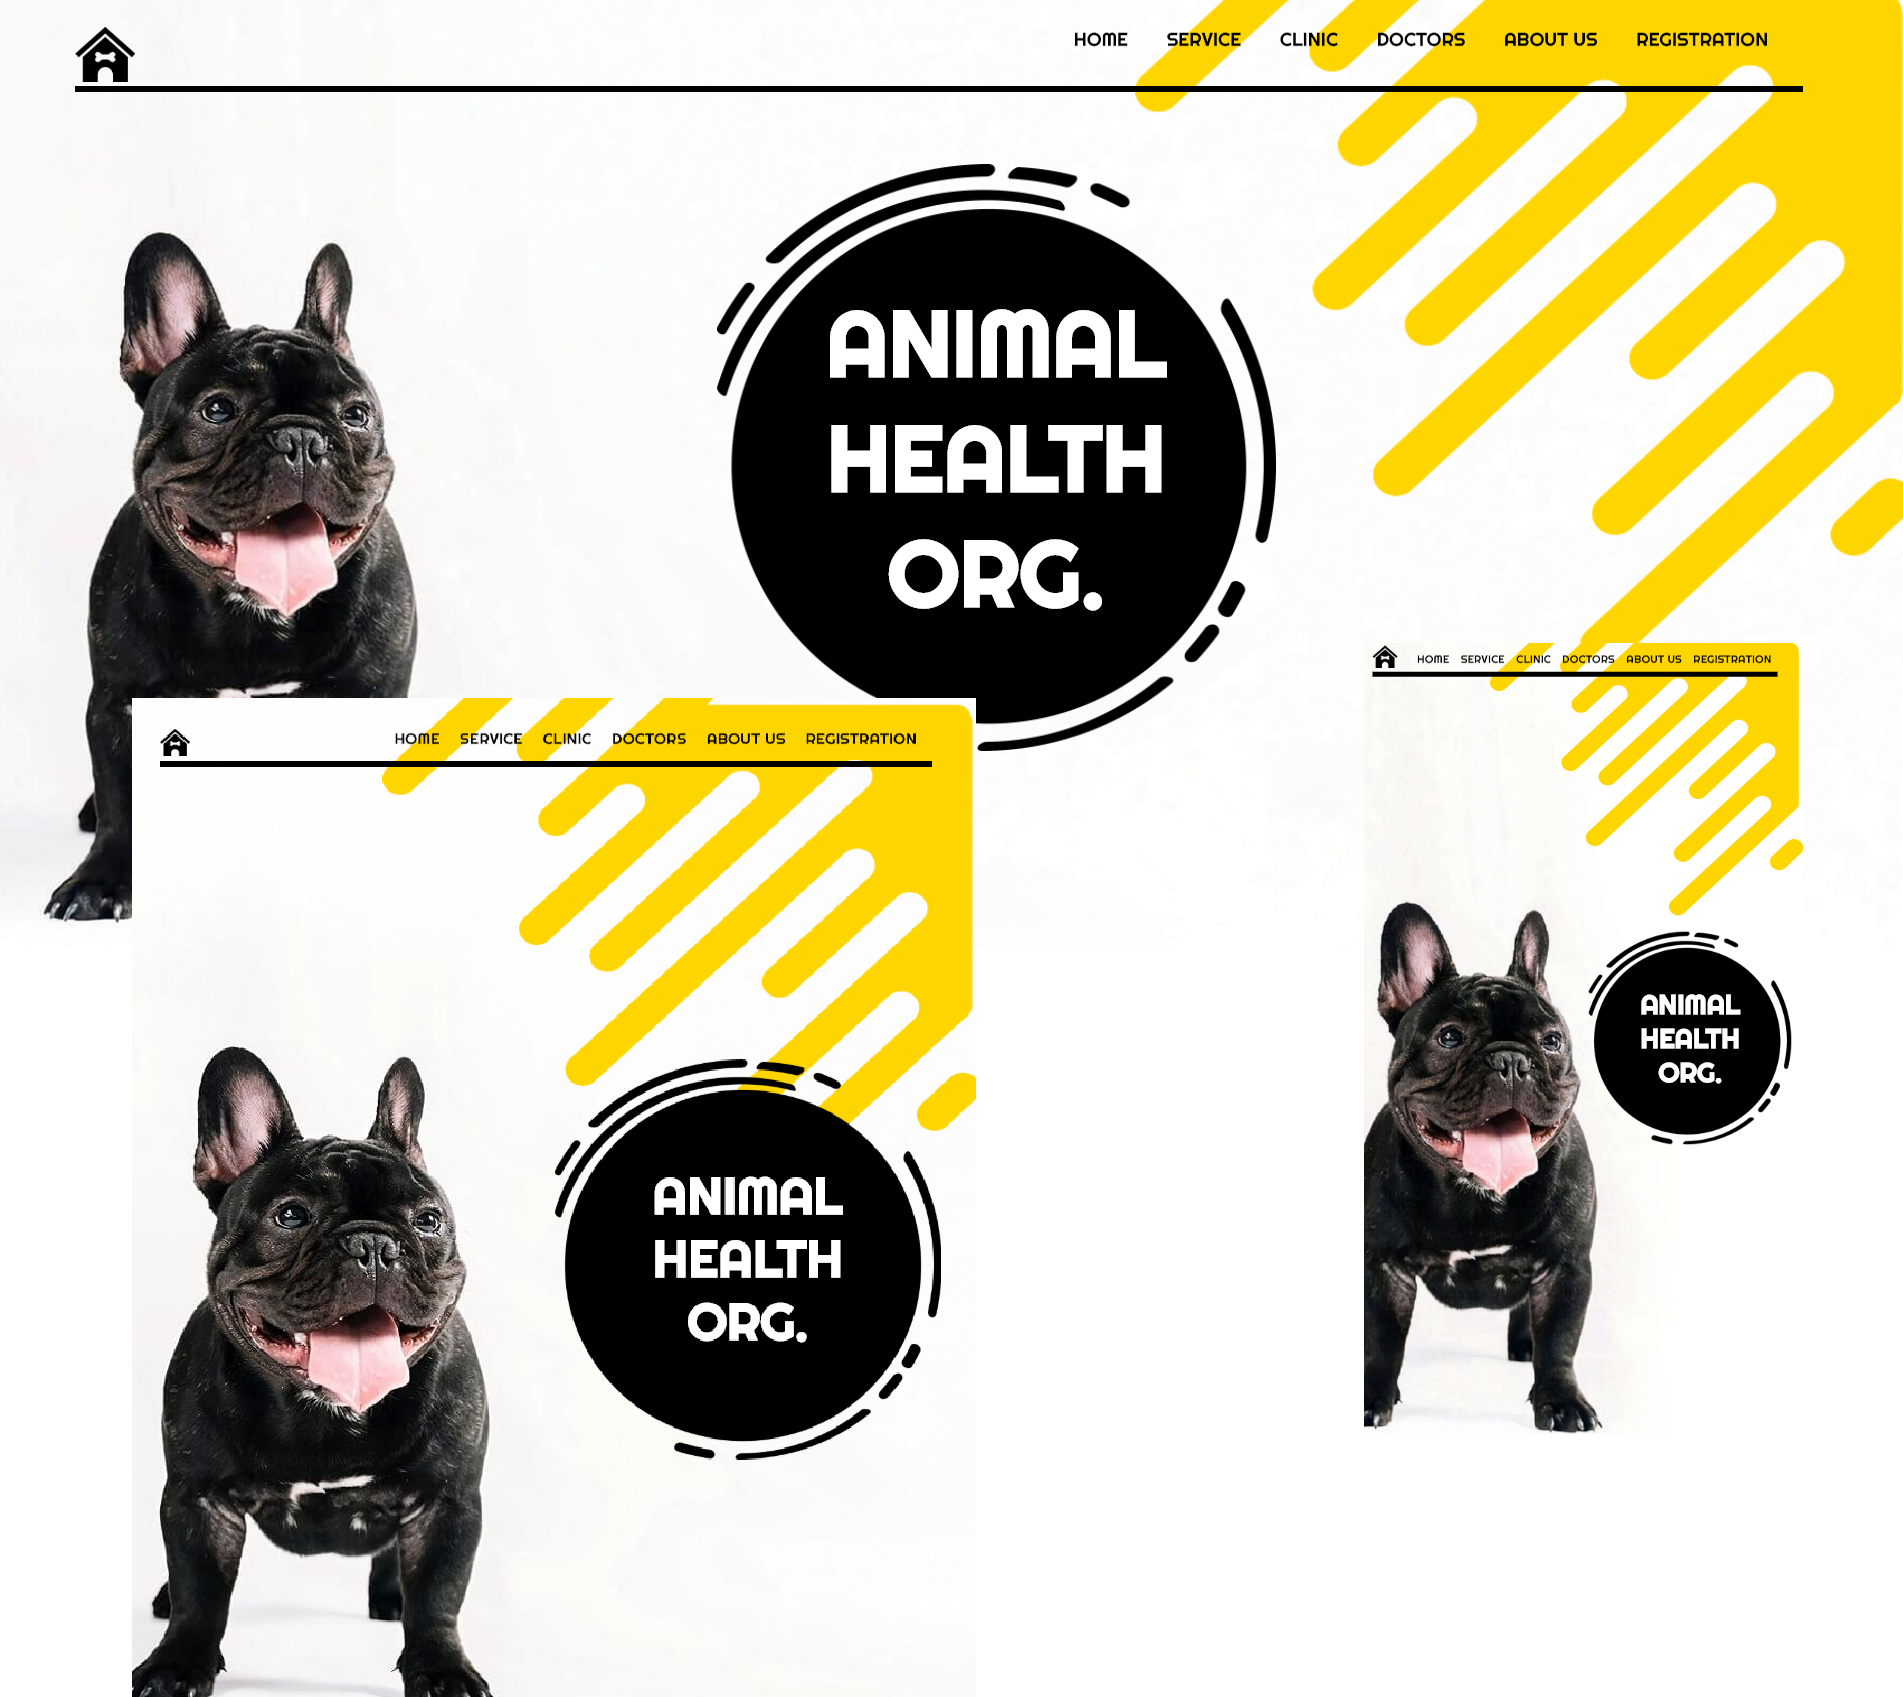 HOME SERVICE CLINIC DOCTORS ABOUT US REGISTRATION
ANIMAL
HEALTH
ORG.
HOME SERVICE CLINIC DOCTORS ABOUT US REGISTRATION
ANIMAL
HEALTH
ORG.
HOME SERVICE CLINIC DOCTORS ABOUT US REGISTRATION
ANIMAL
HEALTH
ORG.